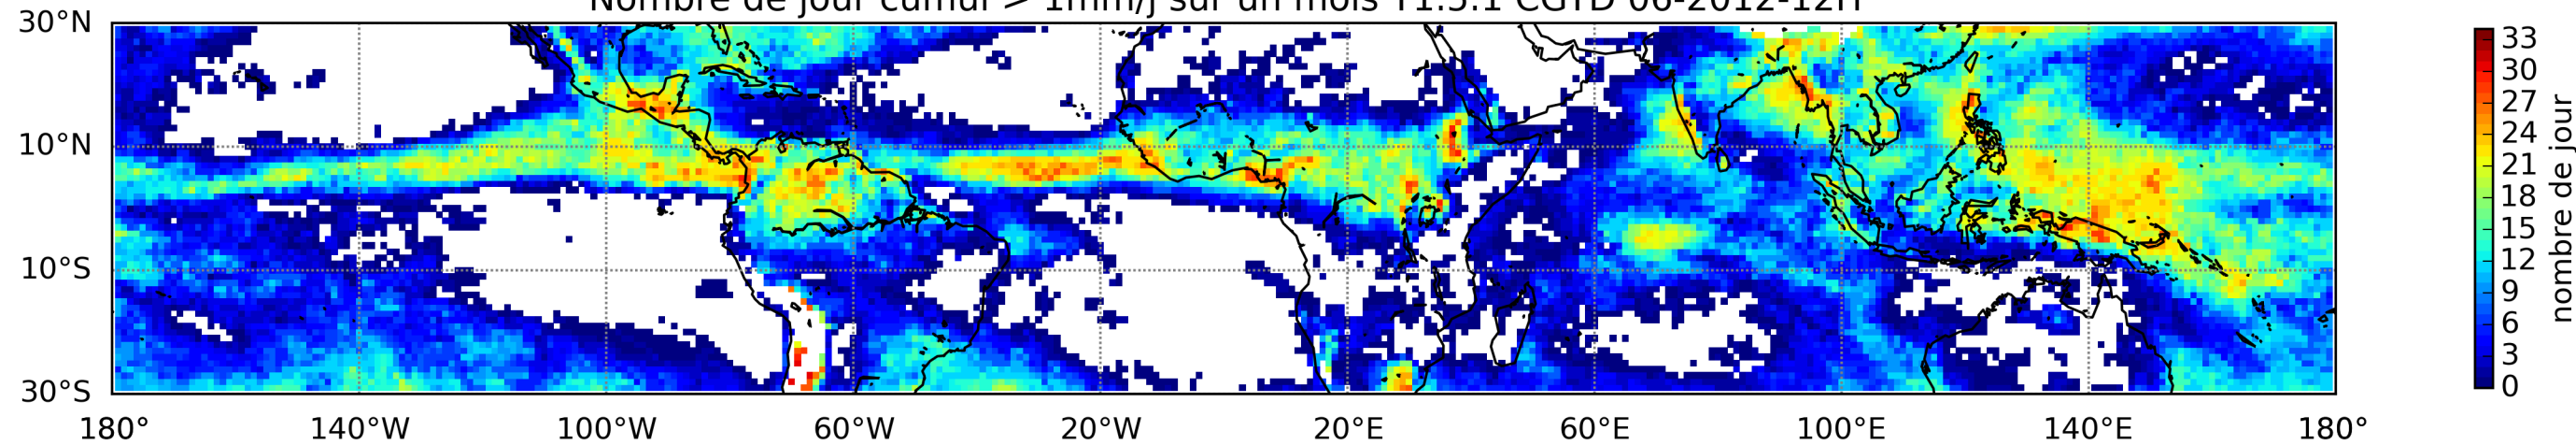 Nombre de jour cumul > 1mm/j sur un mois T1.5.1 CGTD 06-2012-12H
30°N
10°N
10°S
30°S
180° 140°W 100°W 60°W 20°W 20°E 60°E 100°E 140°E 180°
33
30
27
24
21
18
15
12
9
6
3
0
nombre de jour